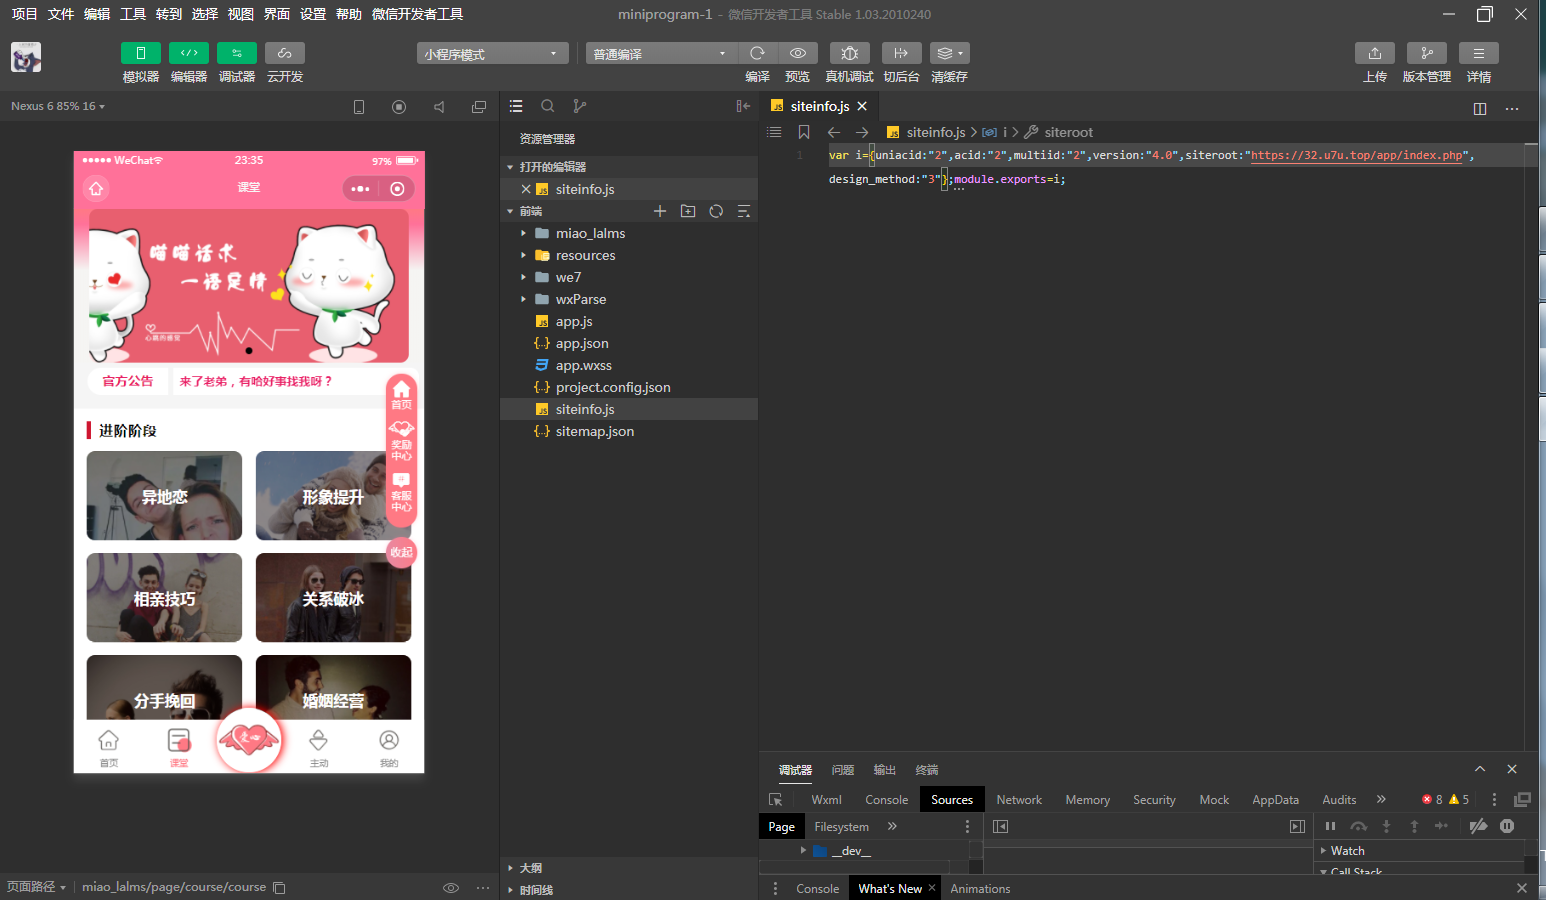 项目 文件 编辑 工具 转到 选择 视图 界面 设置 帮助 微信开发者工具
miniprogram-1 - 微信开发者工具 Stable 1.03.2010240
小程序模式
普通编译
模拟器 编辑器 调试器 云开发
编译 预览 真机调试 切后台 清缓存
上传 版本管理 详情
Nexus 6 85% 16
WeChat
23:35
97%
课堂
喵喵话术
一语定情
心跳的感觉
官方公告
来了老弟，有哈好事找我呀？
首页
奖励
中心
客服
中心
收起
进阶阶段
异地恋
形象提升
相亲技巧
关系破冰
分手挽回
婚姻经营
首页
课堂
主动
我的
页面路径
miao_lalms/page/course/course
资源管理器
打开的编辑器
siteinfo.js
前端
miao_lalms
resources
we7
wxParse
app.js
app.json
app.wxss
project.config.json
siteinfo.js
sitemap.json
大纲
时间线
siteinfo.js
siteinfo.js > i > siteroot
1
var i={uniacid:"2",acid:"2",multiid:"2",version:"4.0",siteroot:"https://32.u7u.top/app/index.php",
design_method:"3"};module.exports=i;
调试器 问题 输出 终端
Wxml Console Sources Network Memory Security Mock AppData Audits
8 5
Page Filesystem
__dev__
Watch
Call Stack
Console What's New Animations